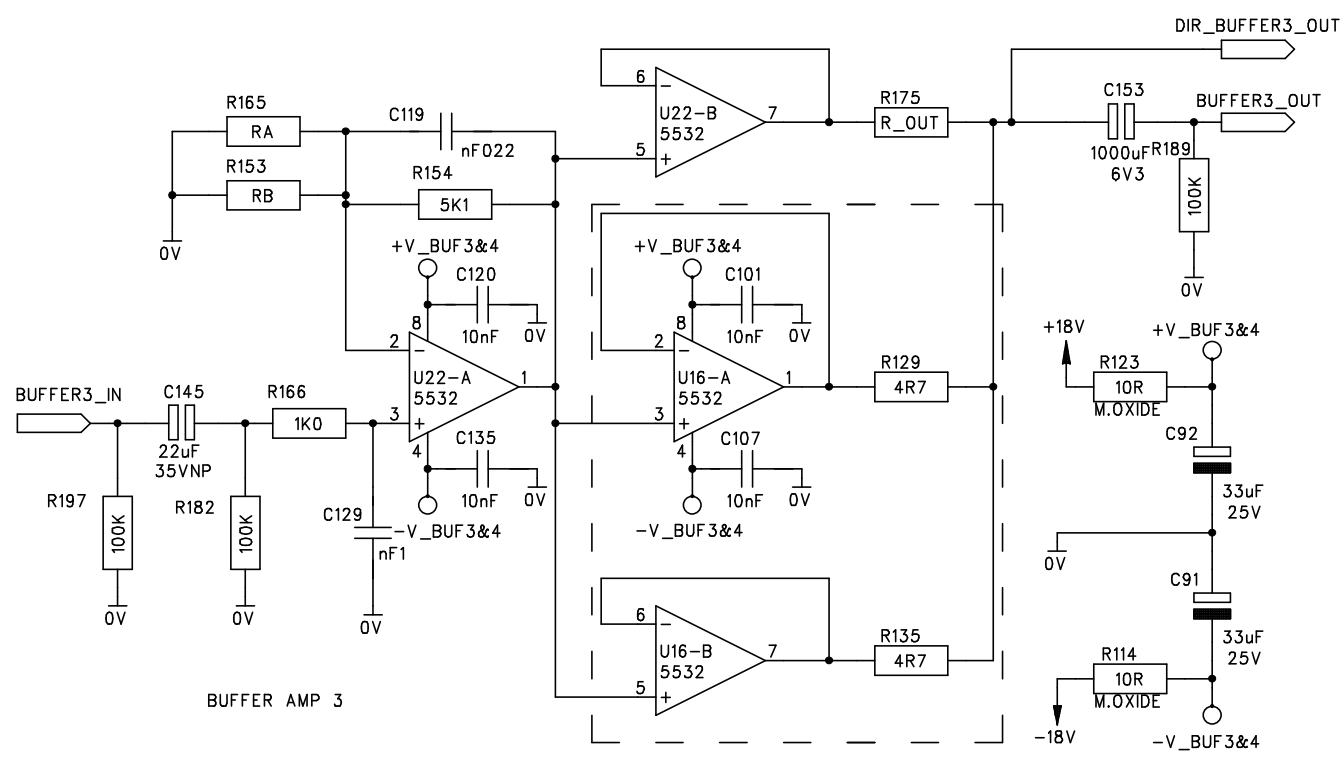 DIR_BUFFER3_OUT
R165
RA
C119
nF022
R153
RB
R154
5K1
0V
6
−
5
+
U22-B
5532
7
R175
R_OUT
C153
1000uF
6V3
BUFFER3_OUT
R189
100K
0V
+V_BUF3&4
C120
10nF
0V
8
2
−
U22-A
5532
1
3
+
4
C135
10nF
0V
-V_BUF3&4
BUFFER3_IN
C145
22uF
35VNP
R166
1K0
R197
100K
0V
R182
100K
0V
C129
nF1
0V
+V_BUF3&4
C101
10nF
0V
8
2
−
U16-A
5532
1
3
+
4
C107
10nF
0V
-V_BUF3&4
R129
4R7
6
−
U16-B
5532
7
5
+
R135
4R7
+18V
R123
10R
M.OXIDE
+V_BUF3&4
C92
33uF
25V
0V
C91
33uF
25V
R114
10R
M.OXIDE
-18V
-V_BUF3&4
BUFFER AMP 3